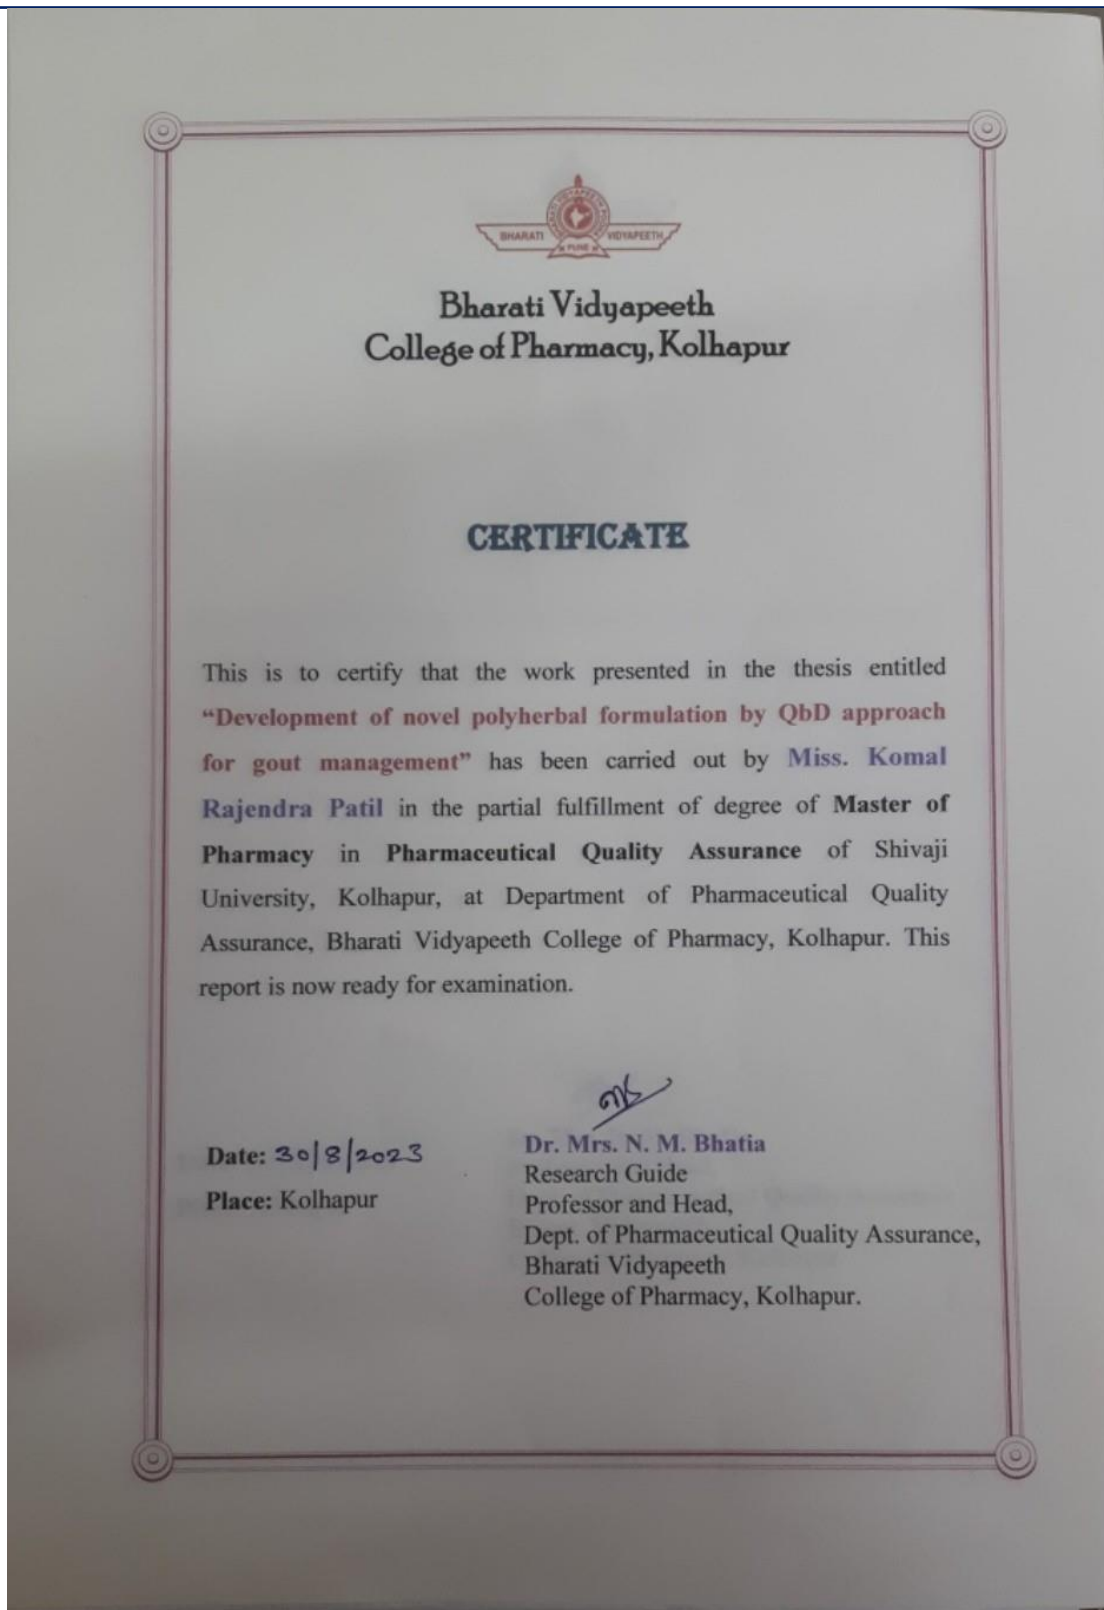 BHARATI VIDYAPEETH
PUNE
Bharati Vidyapeeth
College of Pharmacy, Kolhapur
CERTIFICATE
This is to certify that the work presented in the thesis entitled
“Development of novel polyherbal formulation by QbD approach
for gout management” has been carried out by Miss. Komal
Rajendra Patil in the partial fulfillment of degree of Master of
Pharmacy in Pharmaceutical Quality Assurance of Shivaji
University, Kolhapur, at Department of Pharmaceutical Quality
Assurance, Bharati Vidyapeeth College of Pharmacy, Kolhapur. This
report is now ready for examination.
Date: 30/8/2023
Place: Kolhapur
Dr. Mrs. N. M. Bhatia
Research Guide
Professor and Head,
Dept. of Pharmaceutical Quality Assurance,
Bharati Vidyapeeth
College of Pharmacy, Kolhapur.